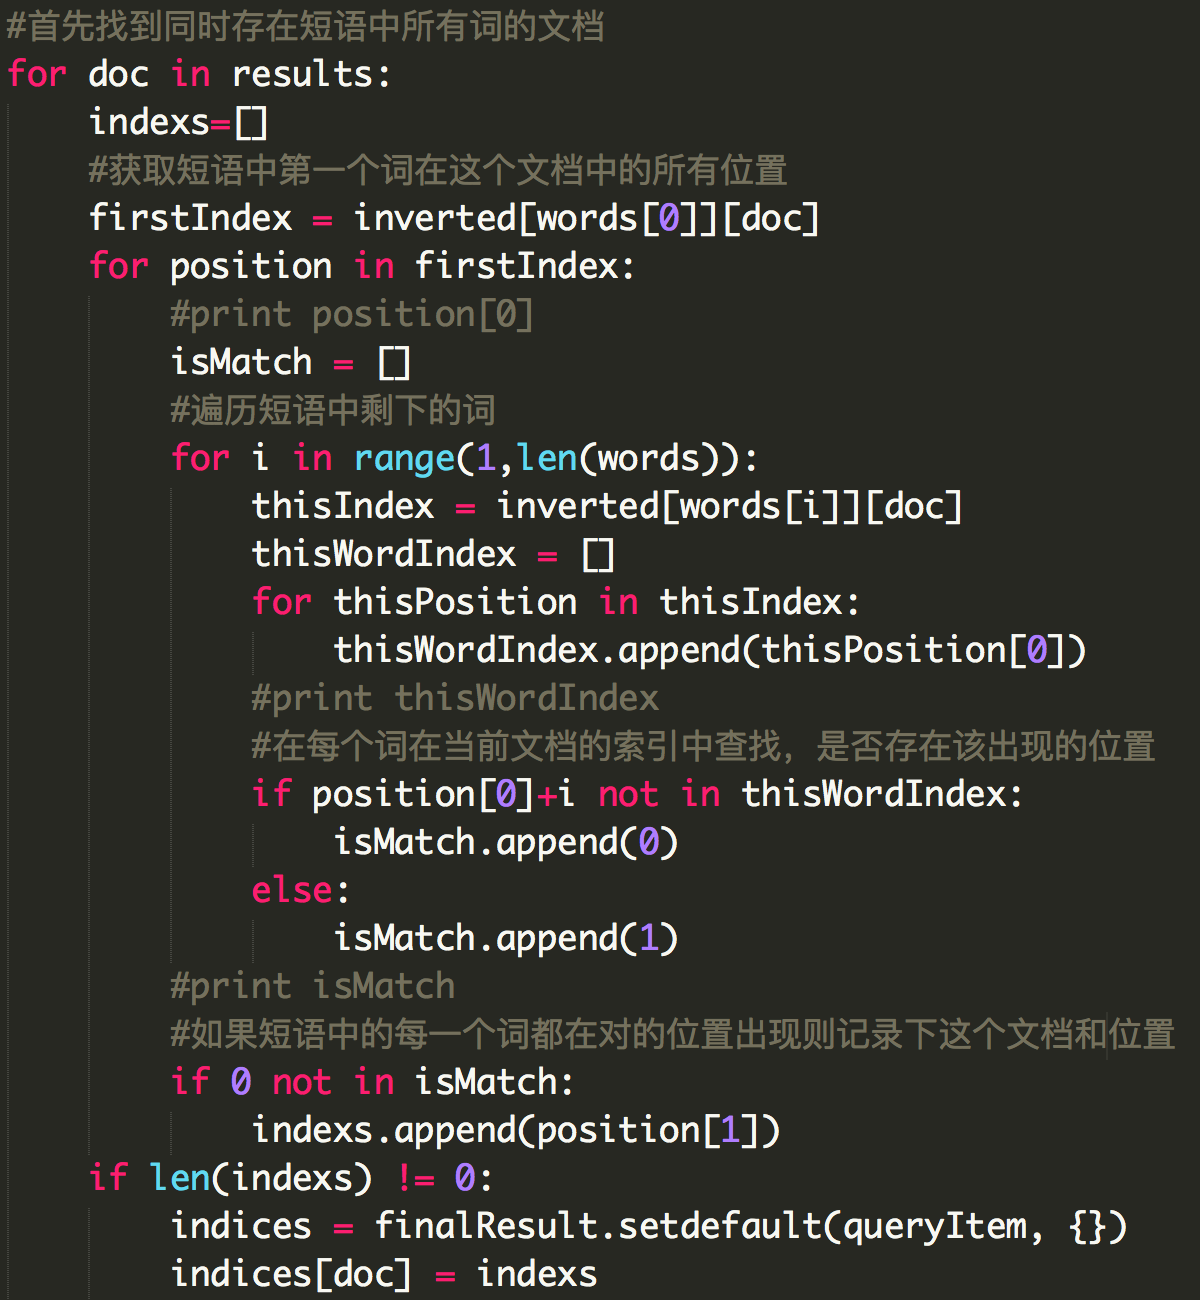 #首先找到同时存在短语中所有词的文档
for doc in results:
    indexs=[]
    #获取短语中第一个词在这个文档中的所有位置
    firstIndex = inverted[words[0]][doc]
    for position in firstIndex:
        #print position[0]
        isMatch = []
        #遍历短语中剩下的词
        for i in range(1,len(words)):
            thisIndex = inverted[words[i]][doc]
            thisWordIndex = []
            for thisPosition in thisIndex:
                thisWordIndex.append(thisPosition[0])
            #print thisWordIndex
            #在每个词在当前文档的索引中查找，是否存在该出现的位置
            if position[0]+i not in thisWordIndex:
                isMatch.append(0)
            else:
                isMatch.append(1)
        #print isMatch
        #如果短语中的每一个词都在对的位置出现则记录下这个文档和位置
        if 0 not in isMatch:
            indexs.append(position[1])
    if len(indexs) != 0:
        indices = finalResult.setdefault(queryItem, {})
        indices[doc] = indexs